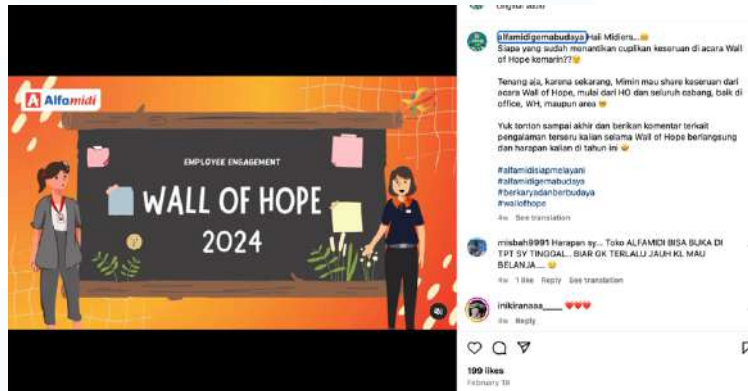 Original audio
Alfamidi
EMPLOYEE ENGAGEMENT
WALL OF HOPE
2024
alfamidigemabudaya Haii Midiers...
Siapa yang sudah menantikan cuplikan keseruan di acara Wall
of Hope kemarin??
Tenang aja, karena sekarang, Mimin mau share keseruan dari
acara Wall of Hope, mulai dari HO dan seluruh cabang, baik di
office, WH, maupun area
Yuk tonton sampai akhir dan berikan komentar terkait
pengalaman terseru kalian selama Wall of Hope berlangsung
dan harapan kalian di tahun ini
#alfamidisiapmelayani
#alfamidigemabudaya
#berkaryadanberbudaya
#wallofhope
4w See translation
misbah9991 Harapan sy... Toko ALFAMIDI BISA BUKA DI
TPT SY TINGGAL.. BIAR GK TERLALU JAUH KL MAU
BELANJA....
4w 1 like Reply See translation
inikiranaaa____ ❤❤❤
4w Reply
199 likes
February 19